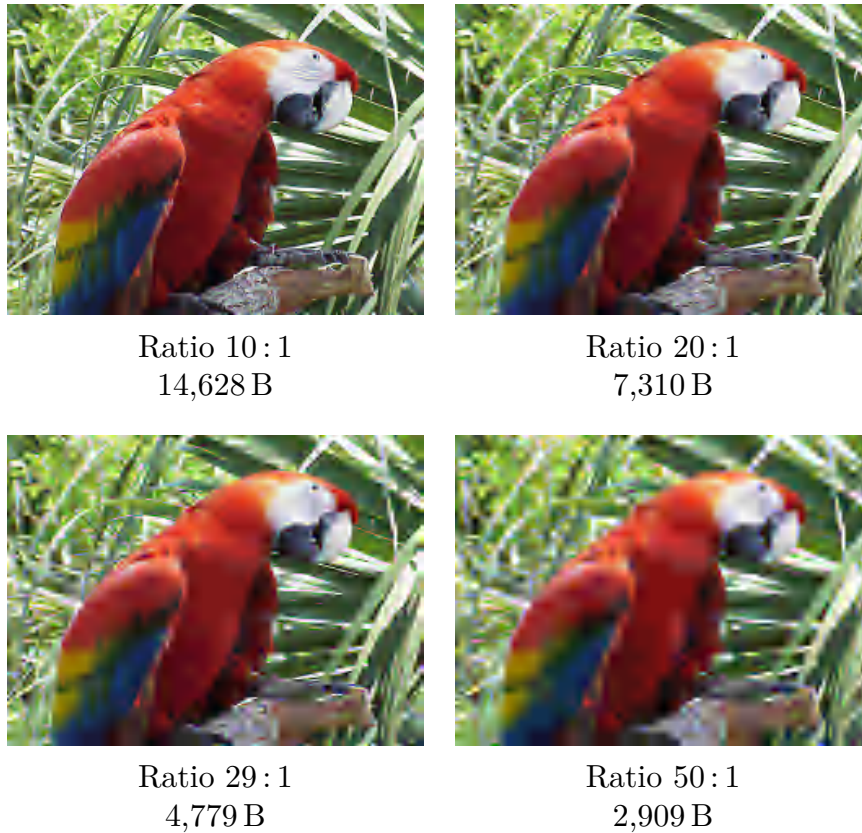 Ratio 10 : 1
14,628 B
Ratio 20 : 1
7,310 B
Ratio 29 : 1
4,779 B
Ratio 50 : 1
2,909 B